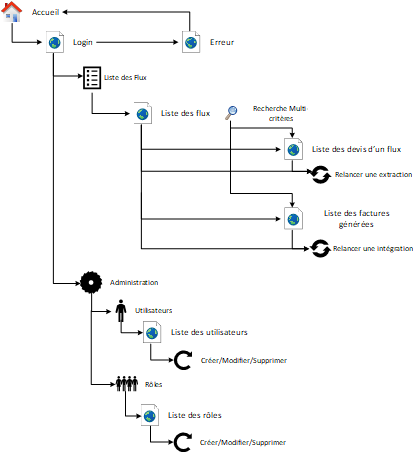 Accueil
Login
Erreur
Liste des Flux
Liste des flux
Recherche Multi-
critères
Liste des devis d'un flux
Relancer une extraction
Liste des factures
générées
Relancer une intégration
Administration
Utilisateurs
Liste des utilisateurs
Créer/Modifier/Supprimer
Rôles
Liste des rôles
Créer/Modifier/Supprimer